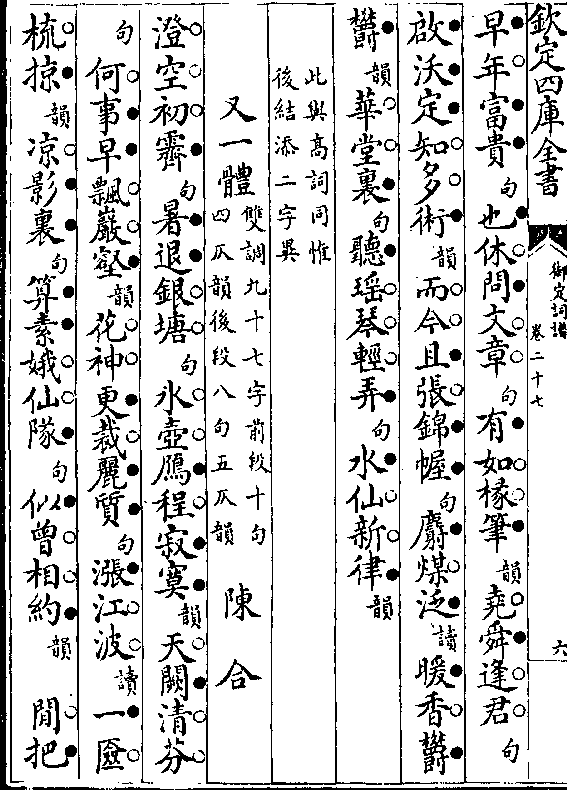 欽定四庫全書
御定詞譜
卷二十七
六
早年富貴句也休問文章句有如椽筆韻堯舜逢君句
啟沃定知多術韻而今且張錦幄句麝煤泛讀暖香鬱
鬱韻華堂裏句聽瑶琴輕弄句水仙新律韻
此與高詞同惟
後結添二字異
又一體
雙調九十七字前段十句
四仄韻後段八句五仄韻
陳合
澄空初霽句暑退銀塘句氷壺鴈程寂寞韻天闕清芬
句何事早飄巖壑韻花神更裁麗質句漲江波讀一匳
梳掠韻凉影裏句算素娥仙隊句似曾相約韻閒把